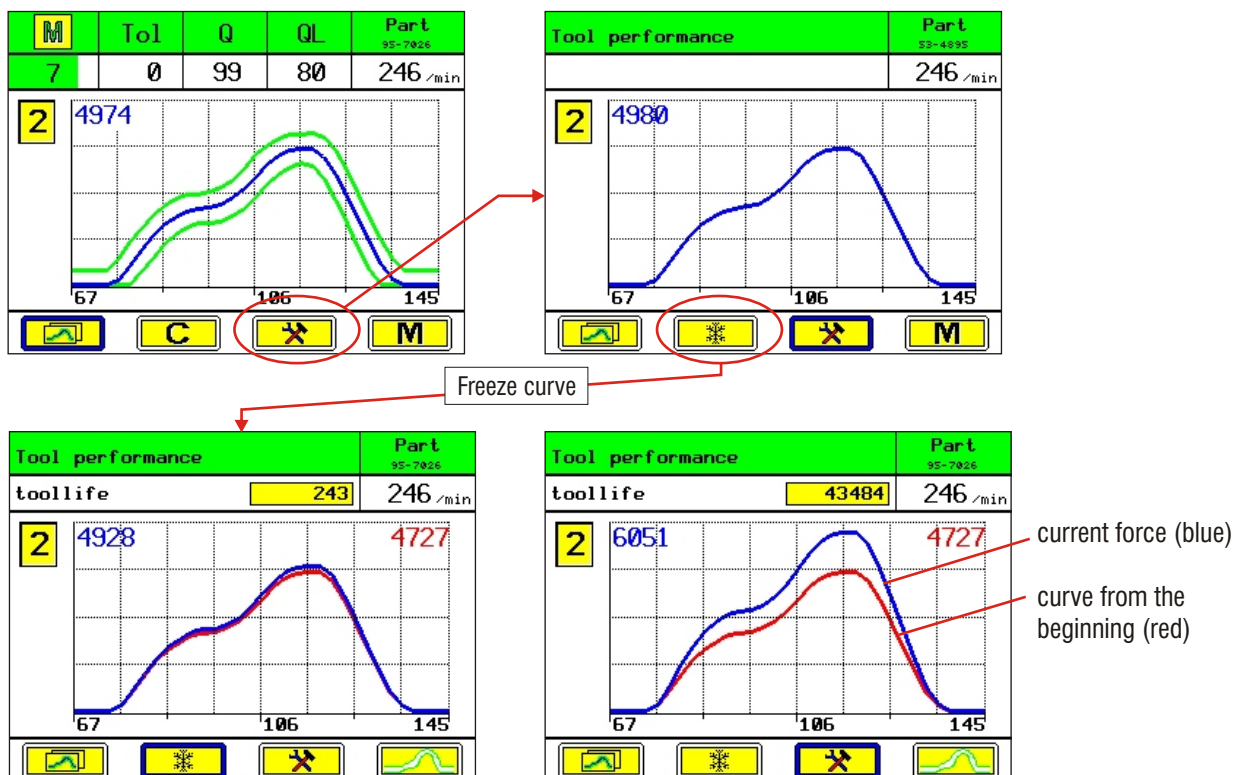 M Tol Q QL Part
95-7026
7 0 99 80 246 /min
2 4974
67 106 145
C M
Tool performance Part
53-4895
246 /min
2 4980
67 106 145
M
Freeze curve
Tool performance Part
95-7026
toollife 243 246 /min
2 4928 4727
67 106 145
Tool performance Part
95-7026
toollife 43484 246 /min
2 6051 4727
67 106 145
current force (blue)
curve from the
beginning (red)